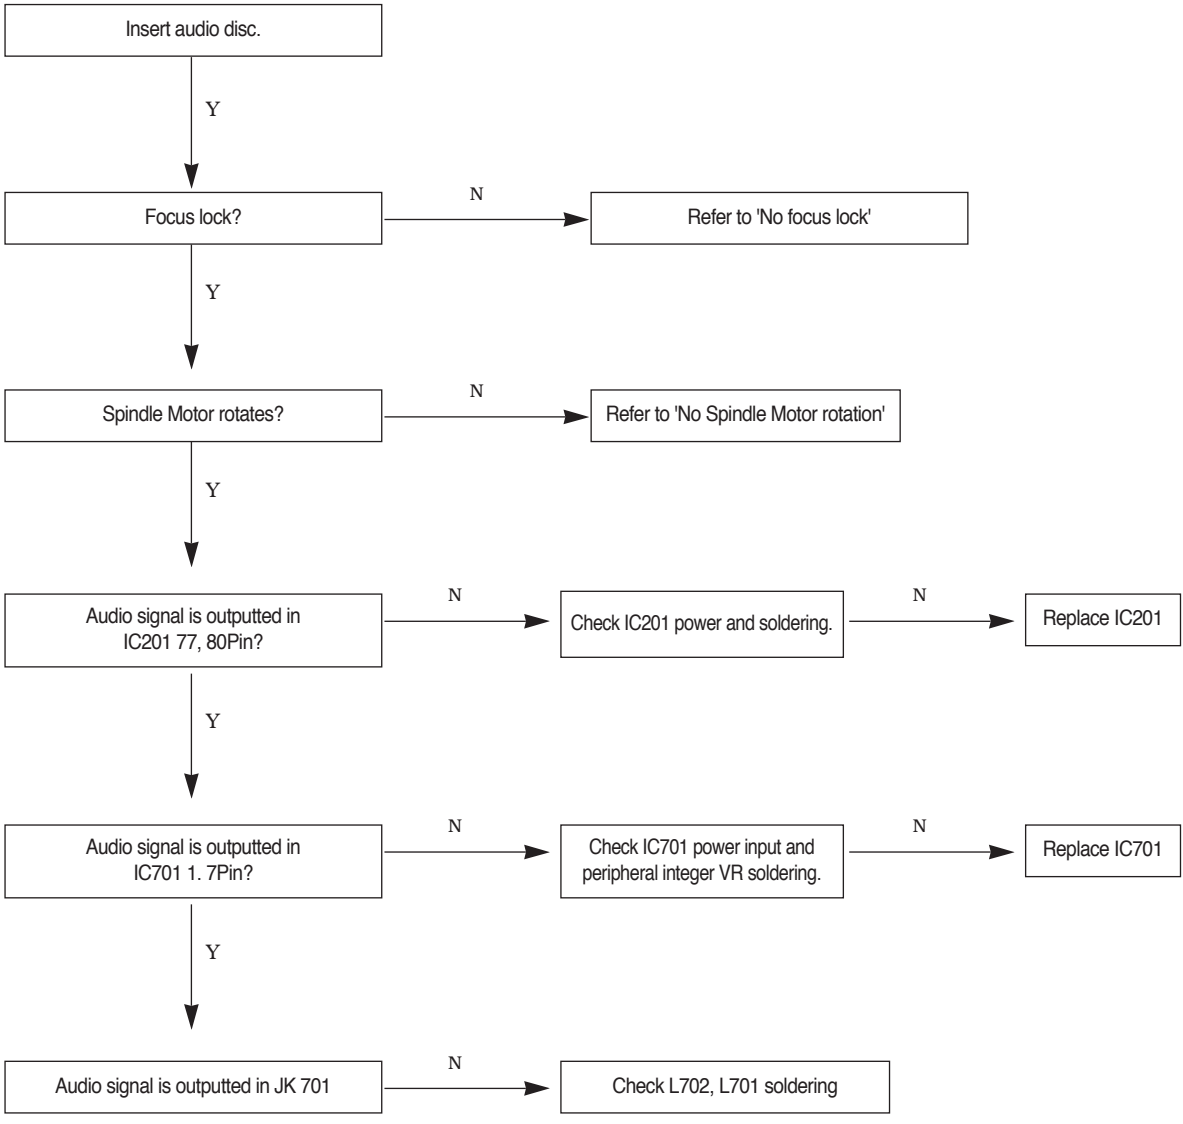 Insert audio disc.
Y
Focus lock?
N
Refer to 'No focus lock'
Y
Spindle Motor rotates?
N
Refer to 'No Spindle Motor rotation'
Y
Audio signal is outputted in
IC201 77, 80Pin?
N
Check IC201 power and soldering.
N
Replace IC201
Y
Audio signal is outputted in
IC701 1. 7Pin?
N
Check IC701 power input and
peripheral integer VR soldering.
N
Replace IC701
Y
Audio signal is outputted in JK 701
N
Check L702, L701 soldering